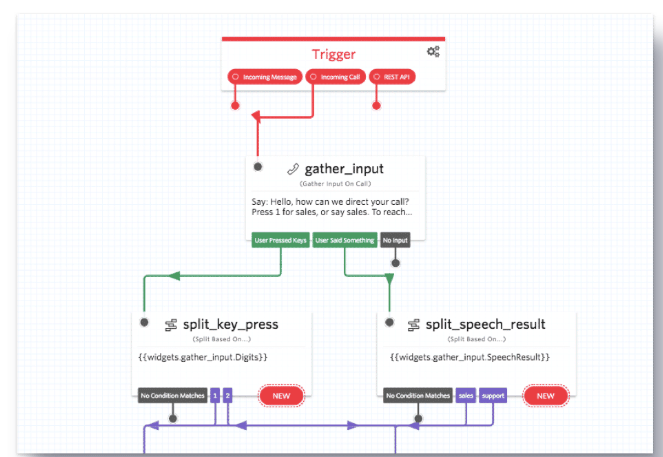 Trigger
Incoming Message Incoming Call REST API
gather_input
(Gather Input On Call)
Say: Hello, how can we direct your call?
Press 1 for sales, or say sales. To reach...
User Pressed Keys User Said Something No Input
split_key_press
(Split Based On...)
{{widgets.gather_input.Digits}}
No Condition Matches 1 2 NEW
split_speech_result
(Split Based On...)
{{widgets.gather_input.SpeechResult}}
No Condition Matches sales support NEW